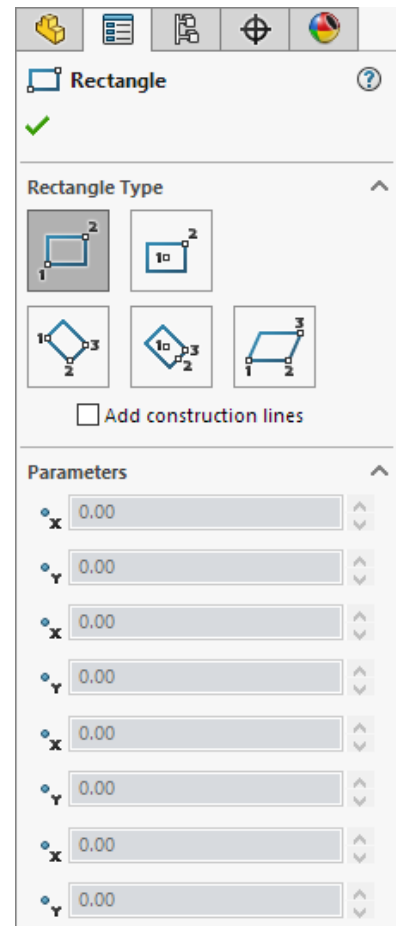 Rectangle
?
Rectangle Type
1 2
1 2
1 2 3
1 2 3
1 2 3
Add construction lines
Parameters
X 0.00
Y 0.00
X 0.00
Y 0.00
X 0.00
Y 0.00
X 0.00
Y 0.00